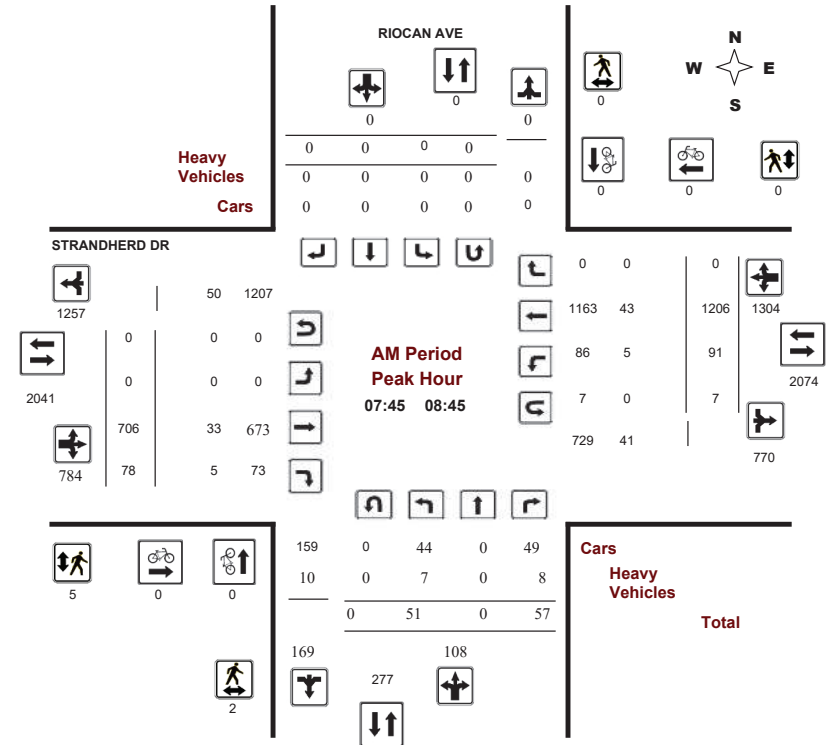 RIOCAN AVE
N
W E
S
0
0
0
0
0 0 0 0
Heavy
Vehicles
0 0 0 0 0
0 0 0
Cars
0 0 0 0 0
STRANDHERD DR
0 0 0
1257
50 1207
1163 43 1206 1304
0 0 0
AM Period
86 5 91
2041
Peak Hour
2074
0 0 0
07:45 08:45
7 0 7
706 33 673
729 41
770
784
78 5 73
159 0 44 0 49
Cars
10 0 7 0 8
Heavy
Vehicles
5 0 0
0 51 0 57
Total
169 108
277
2